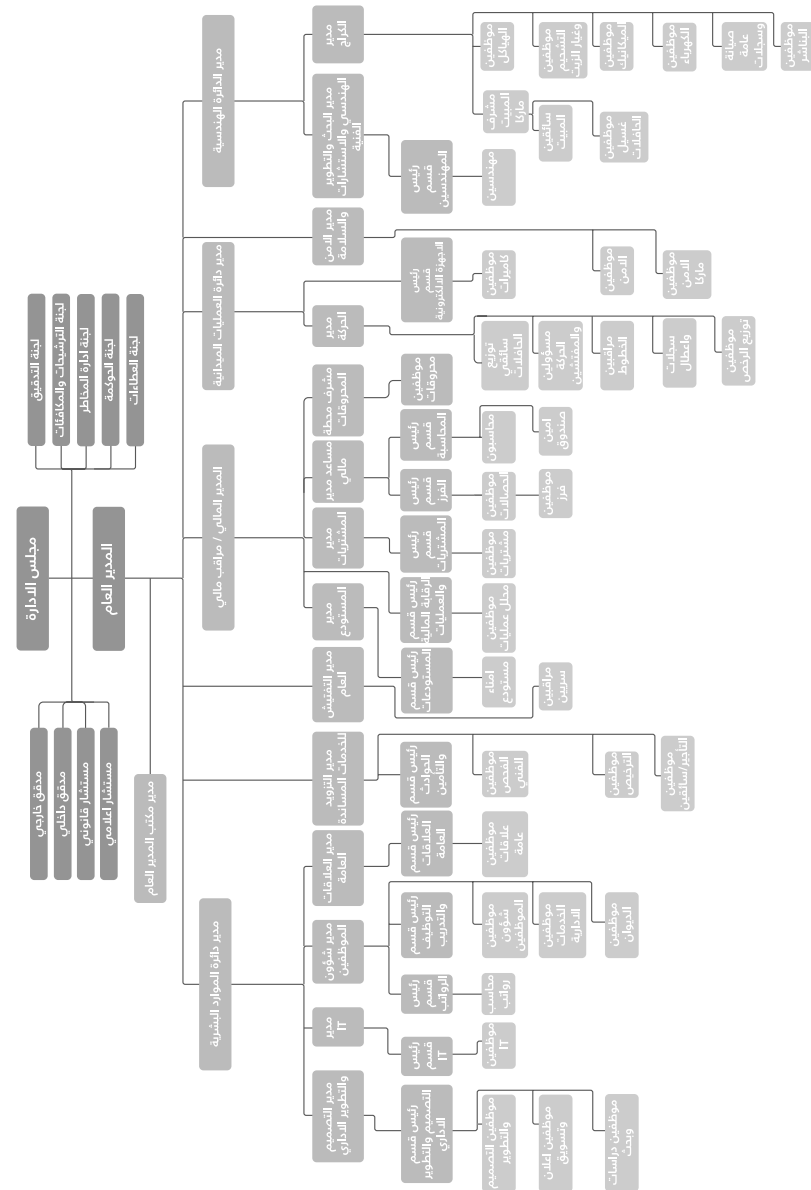 مجلس الادارة
لجنة التدقيق
لجنة الترشيحات والمكافئات
لجنة ادارة المخاطر
لجنة الحوكمة
لجنة العطاءات
مدقق خارجي
مدقق داخلي
مستشار قانوني
مستشار اعلامي
المدير العام
مدير مكتب المدير العام
مدير الدائرة الهندسية
مدير دائرة العمليات الميدانية
المدير المالي / مراقب مالي
مدير دائرة الموارد البشرية
مدير
الكراج
مدير البحث والتطوير
الهندسي والاستشارات
الفنية
مدير الامن
والسلامة
مدير
الحركة
مشرف محطة
المحروقات
مساعد مدير
مالي
مدير
المشتريات
مدير
المستودع
مدير التفتيش
العام
مدير التزويد
للخدمات المساندة
مدير العلاقات
العامة
مدير شؤون
الموظفين
مدير
IT
مدير التصميم
والتطوير الاداري
رئيس
قسم
المهندسين
رئيس
قسم
الاجهزة الالكترونية
موظفين
محروقات
رئيس
قسم
المحاسبة
رئيس
قسم
الفرز
رئيس
قسم
المشتريات
رئيس قسم
الرقابة المالية
والعمليات
رئيس قسم
المستودعات
رئيس قسم
الحوادث
والتأمين
رئيس قسم
العلاقات
العامة
رئيس قسم
التوظيف
والتدريب
رئيس
قسم
الرواتب
رئيس
قسم
IT
رئيس قسم
التصميم والتطوير
الاداري
موظفين
الهياكل
موظفين
التشحيم
وغيار الزيت
موظفين
الميكانيك
موظفين
الكهرباء
صيانة
عامة
وسجلات
موظفين
البناشر
مشرف
المبيت
ماركا
سائقين
المبيت
موظفين
غسيل
الحافلات
مهندسين
موظفين
كاميرات
موظفين
الامن
موظفين
الامن
ماركا
توزيع
سائقي
الحافلات
مسؤولين
الحركة
والمفتشين
مراقبين
الخطوط
سجلات
واعطال
موظفين
توزيع الرخص
محاسبون
امين
صندوق
موظفين
الحصالات
موظفين
فرز
موظفين
مشتريات
موظفين
محلل عمليات
امناء
مستودع
مراقبين
سريين
موظفين
الفحص
الفني
موظفين
الترخيص
موظفين
التأجير/سائقين
موظفين
علاقات
عامة
موظفين
شؤون
الموظفين
موظفين
الخدمات
الادارية
موظفين
الديوان
محاسب
رواتب
موظفين
IT
موظفين التصميم
والتطوير
موظفين اعلان
وتسويق
موظفين دراسات
وبحث